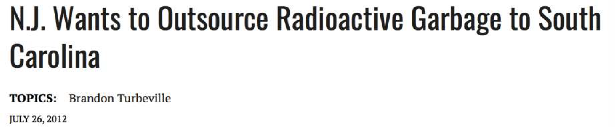 N.J. Wants to Outsource Radioactive Garbage to South
Carolina
TOPICS: Brandon Turbeville
JULY 26, 2012